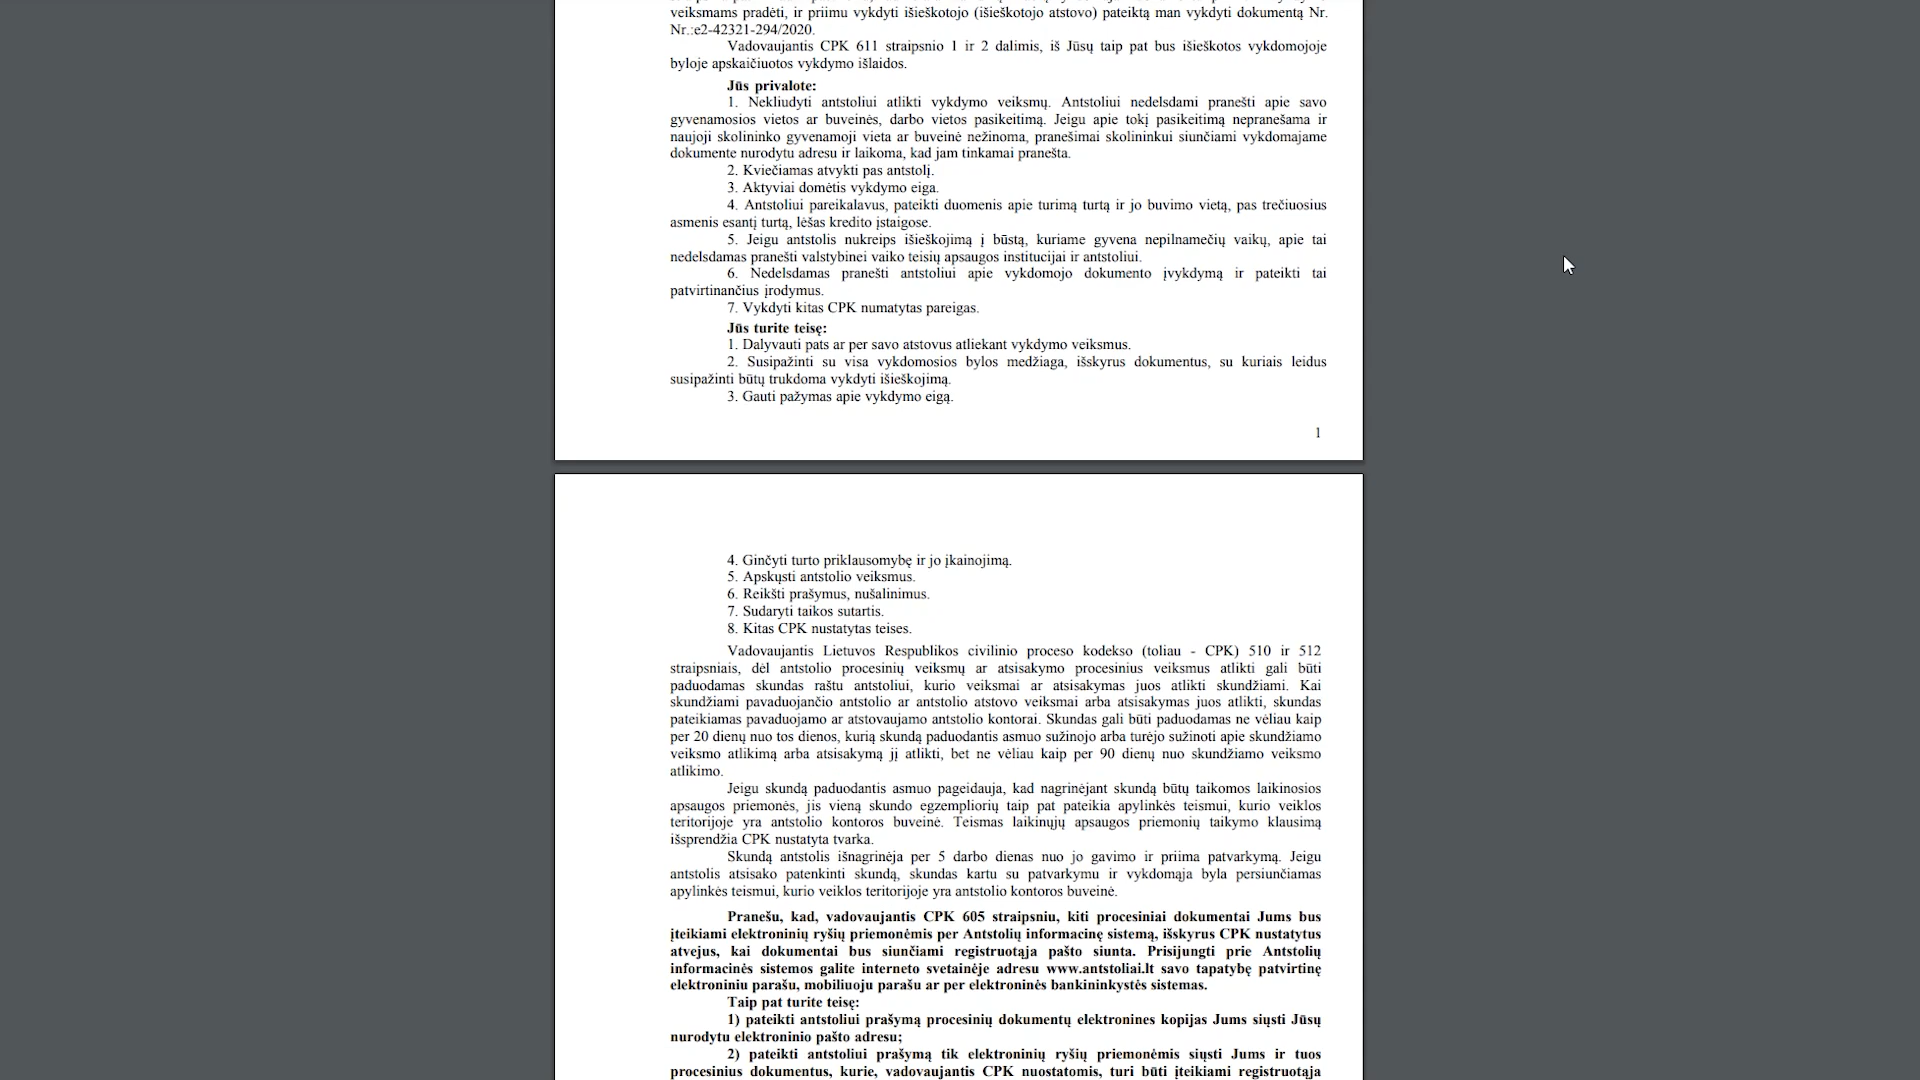 veiksmams pradėti, ir priimu vykdyti išieškotojo (išieškotojo atstovo) pateiktą man vykdyti dokumentą Nr.
Nr.:e2-42321-294/2020.
Vadovaujantis CPK 611 straipsnio 1 ir 2 dalimis, iš Jūsų taip pat bus išieškotos vykdomojoje
byloje apskaičiuotos vykdymo išlaidos.
Jūs privalote:
1. Nekliudyti antstoliui atlikti vykdymo veiksmų. Antstoliui nedelsdami pranešti apie savo
gyvenamosios vietos ar buveinės, darbo vietos pasikeitimą. Jeigu apie tokį pasikeitimą nepranešama ir
naujoji skolininko gyvenamoji vieta ar buveinė nežinoma, pranešimai skolininkui siunčiami vykdomajame
dokumente nurodytu adresu ir laikoma, kad jam tinkamai pranešta.
2. Kviečiamas atvykti pas antstolį.
3. Aktyviai domėtis vykdymo eiga.
4. Antstoliui pareikalavus, pateikti duomenis apie turimą turtą ir jo buvimo vietą, pas trečiuosius
asmenis esantį turtą, lėšas kredito įstaigose.
5. Jeigu antstolis nukreips išieškojimą į būstą, kuriame gyvena nepilnamečių vaikų, apie tai
nedelsdamas pranešti valstybinei vaiko teisių apsaugos institucijai ir antstoliui.
6. Nedelsdamas pranešti antstoliui apie vykdomojo dokumento įvykdymą ir pateikti tai
patvirtinančius įrodymus.
7. Vykdyti kitas CPK numatytas pareigas.
Jūs turite teisę:
1. Dalyvauti pats ar per savo atstovus atliekant vykdymo veiksmus.
2. Susipažinti su visa vykdomosios bylos medžiaga, išskyrus dokumentus, su kuriais leidus
susipažinti būtų trukdoma vykdyti išieškojimą.
3. Gauti pažymas apie vykdymo eigą.
1
4. Ginčyti turto priklausomybę ir jo įkainojimą.
5. Apskųsti antstolio veiksmus.
6. Reikšti prašymus, nušalinimus.
7. Sudaryti taikos sutartis.
8. Kitas CPK nustatytas teises.
Vadovaujantis Lietuvos Respublikos civilinio proceso kodekso (toliau - CPK) 510 ir 512
straipsniais, dėl antstolio procesinių veiksmų ar atsisakymo procesinius veiksmus atlikti gali būti
paduodamas skundas raštu antstoliui, kurio veiksmai ar atsisakymas juos atlikti skundžiami. Kai
skundžiami pavaduojančio antstolio ar antstolio atstovo veiksmai arba atsisakymas juos atlikti, skundas
pateikiamas pavaduojamo ar atstovaujamo antstolio kontorai. Skundas gali būti paduodamas ne vėliau kaip
per 20 dienų nuo tos dienos, kurią skundą paduodantis asmuo sužinojo arba turėjo sužinoti apie skundžiamo
veiksmo atlikimą arba atsisakymą jį atlikti, bet ne vėliau kaip per 90 dienų nuo skundžiamo veiksmo
atlikimo.
Jeigu skundą paduodantis asmuo pageidauja, kad nagrinėjant skundą būtų taikomos laikinosios
apsaugos priemonės, jis vieną skundo egzempliorių taip pat pateikia apylinkės teismui, kurio veiklos
teritorijoje yra antstolio kontoros buveinė. Teismas laikinųjų apsaugos priemonių taikymo klausimą
išsprendžia CPK nustatyta tvarka.
Skundą antstolis išnagrinėja per 5 darbo dienas nuo jo gavimo ir priima patvarkymą. Jeigu
antstolis atsisako patenkinti skundą, skundas kartu su patvarkymu ir vykdomąja byla persiunčiamas
apylinkės teismui, kurio veiklos teritorijoje yra antstolio kontoros buveinė.
Pranešu, kad, vadovaujantis CPK 605 straipsniu, kiti procesiniai dokumentai Jums bus
įteikiami elektroninių ryšių priemonėmis per Antstolių informacinę sistemą, išskyrus CPK nustatytus
atvejus, kai dokumentai bus siunčiami registruotąja pašto siunta. Prisijungti prie Antstolių
informacinės sistemos galite interneto svetainėje adresu www.antstoliai.lt savo tapatybę patvirtinę
elektroniniu parašu, mobiliuoju parašu ar per elektroninės bankininkystės sistemas.
Taip pat turite teisę:
1) pateikti antstoliui prašymą procesinių dokumentų elektronines kopijas Jums siųsti Jūsų
nurodytu elektroninio pašto adresu;
2) pateikti antstoliui prašymą tik elektroninių ryšių priemonėmis siųsti Jums ir tuos
procesinius dokumentus, kurie, vadovaujantis CPK nuostatomis, turi būti įteikiami registruotąja